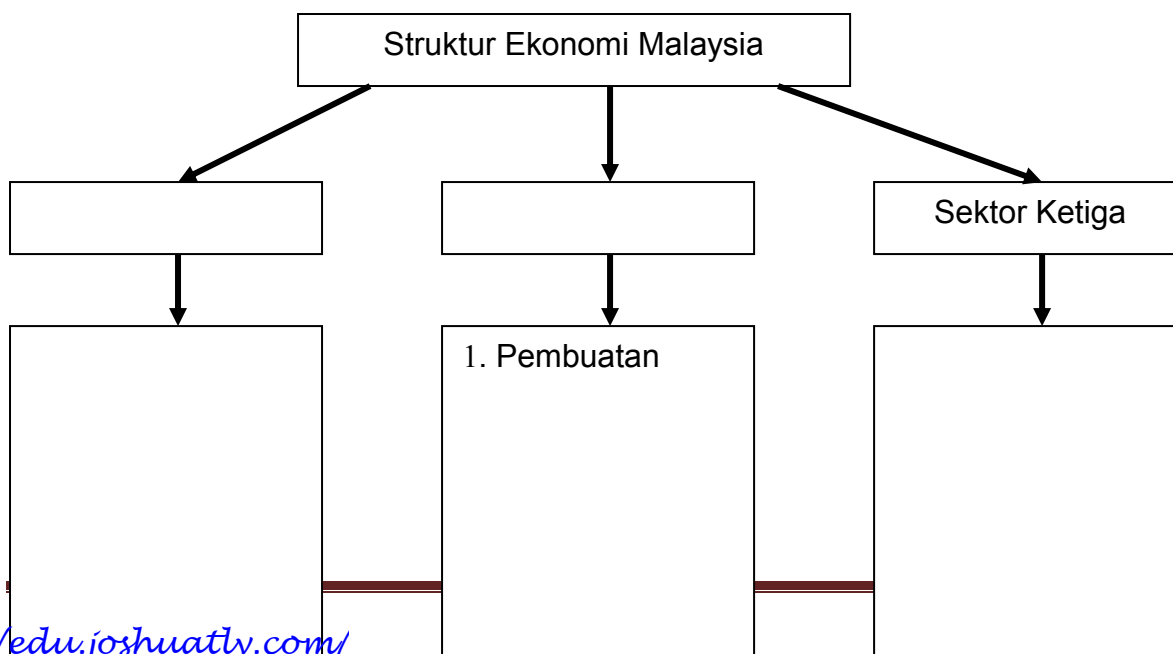 Struktur Ekonomi Malaysia
Sektor Ketiga
1. Pembuatan
/edu.joshuatly.com/